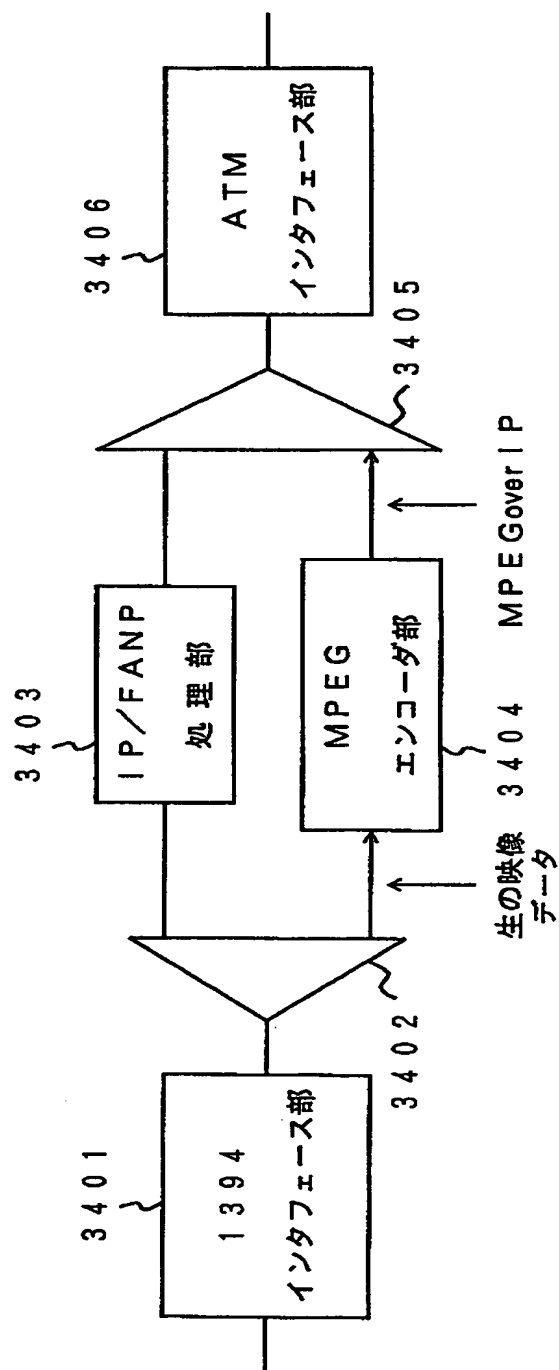 3401
1394
インタフェース部
3402
3403
IP/FANP
処理部
生の映像
データ
3404
MPEG
エンコーダ部
MPEGoverIP
3405
3406
ATM
インタフェース部